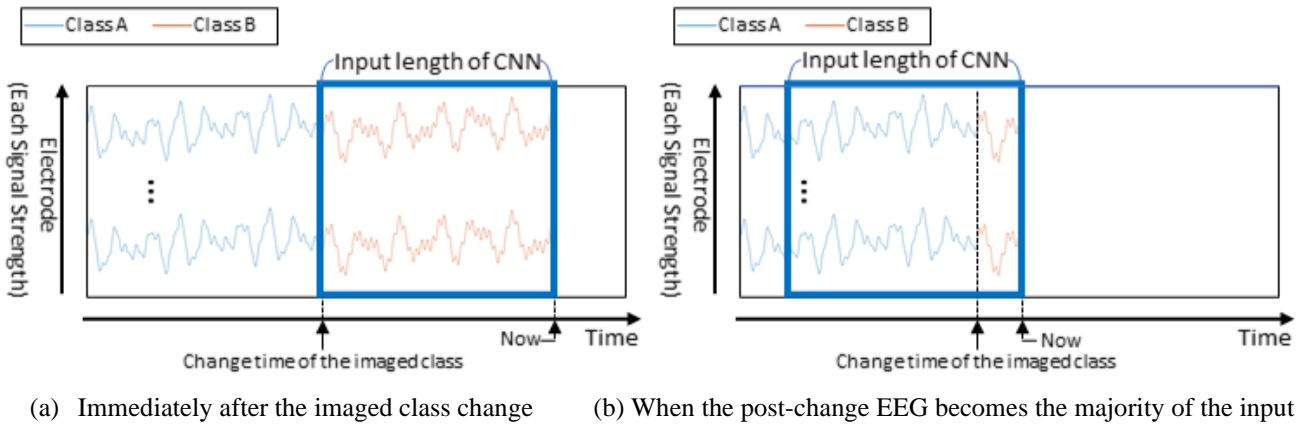 Class A Class B
Input length of CNN
Electrode
(Each Signal Strength)
...
Now
Time
Change time of the imaged class
(a) Immediately after the imaged class change
Class A Class B
Input length of CNN
Electrode
(Each Signal Strength)
...
Now
Time
Change time of the imaged class
(b) When the post-change EEG becomes the majority of the input